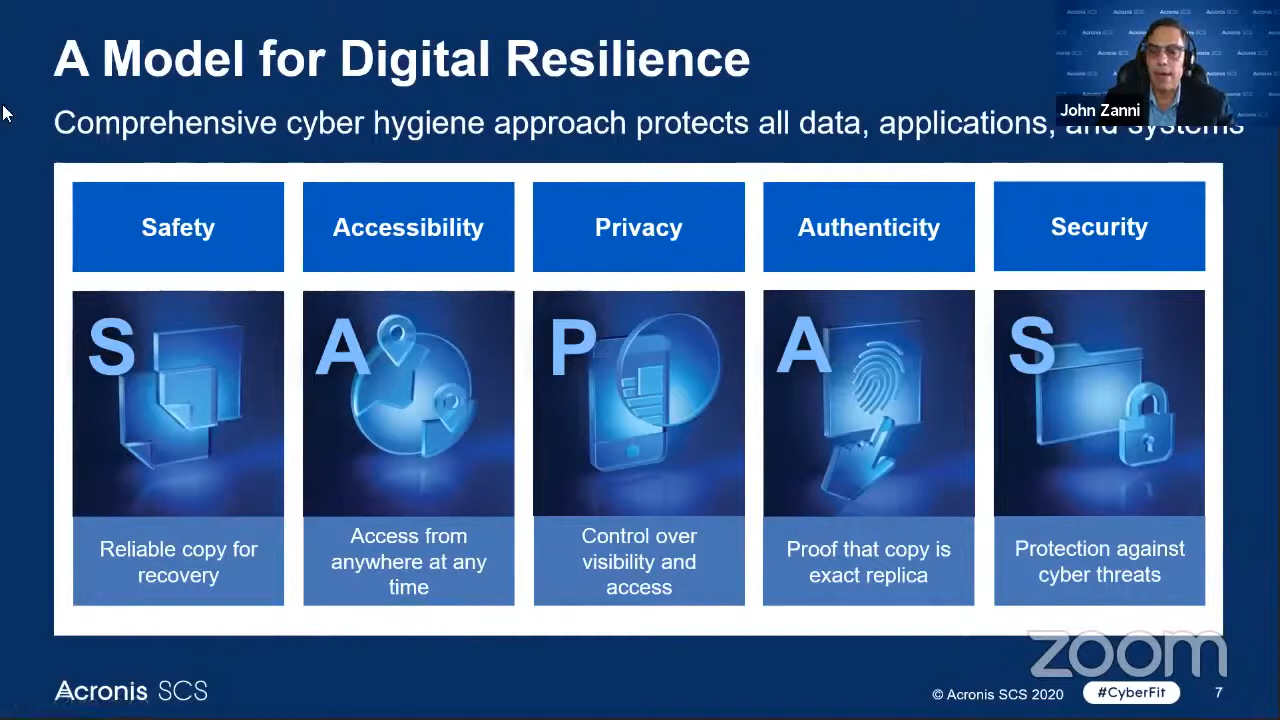 A Model for Digital Resilience
Comprehensive cyber hygiene approach protects all data, applications, and systems
John Zanni
Safety
Accessibility
Privacy
Authenticity
Security
S
A
P
A
S
Reliable copy for
recovery
Access from
anywhere at any
time
Control over
visibility and
access
Proof that copy is
exact replica
Protection against
cyber threats
zoom
Acronis SCS
© Acronis SCS 2020
#CyberFit
7